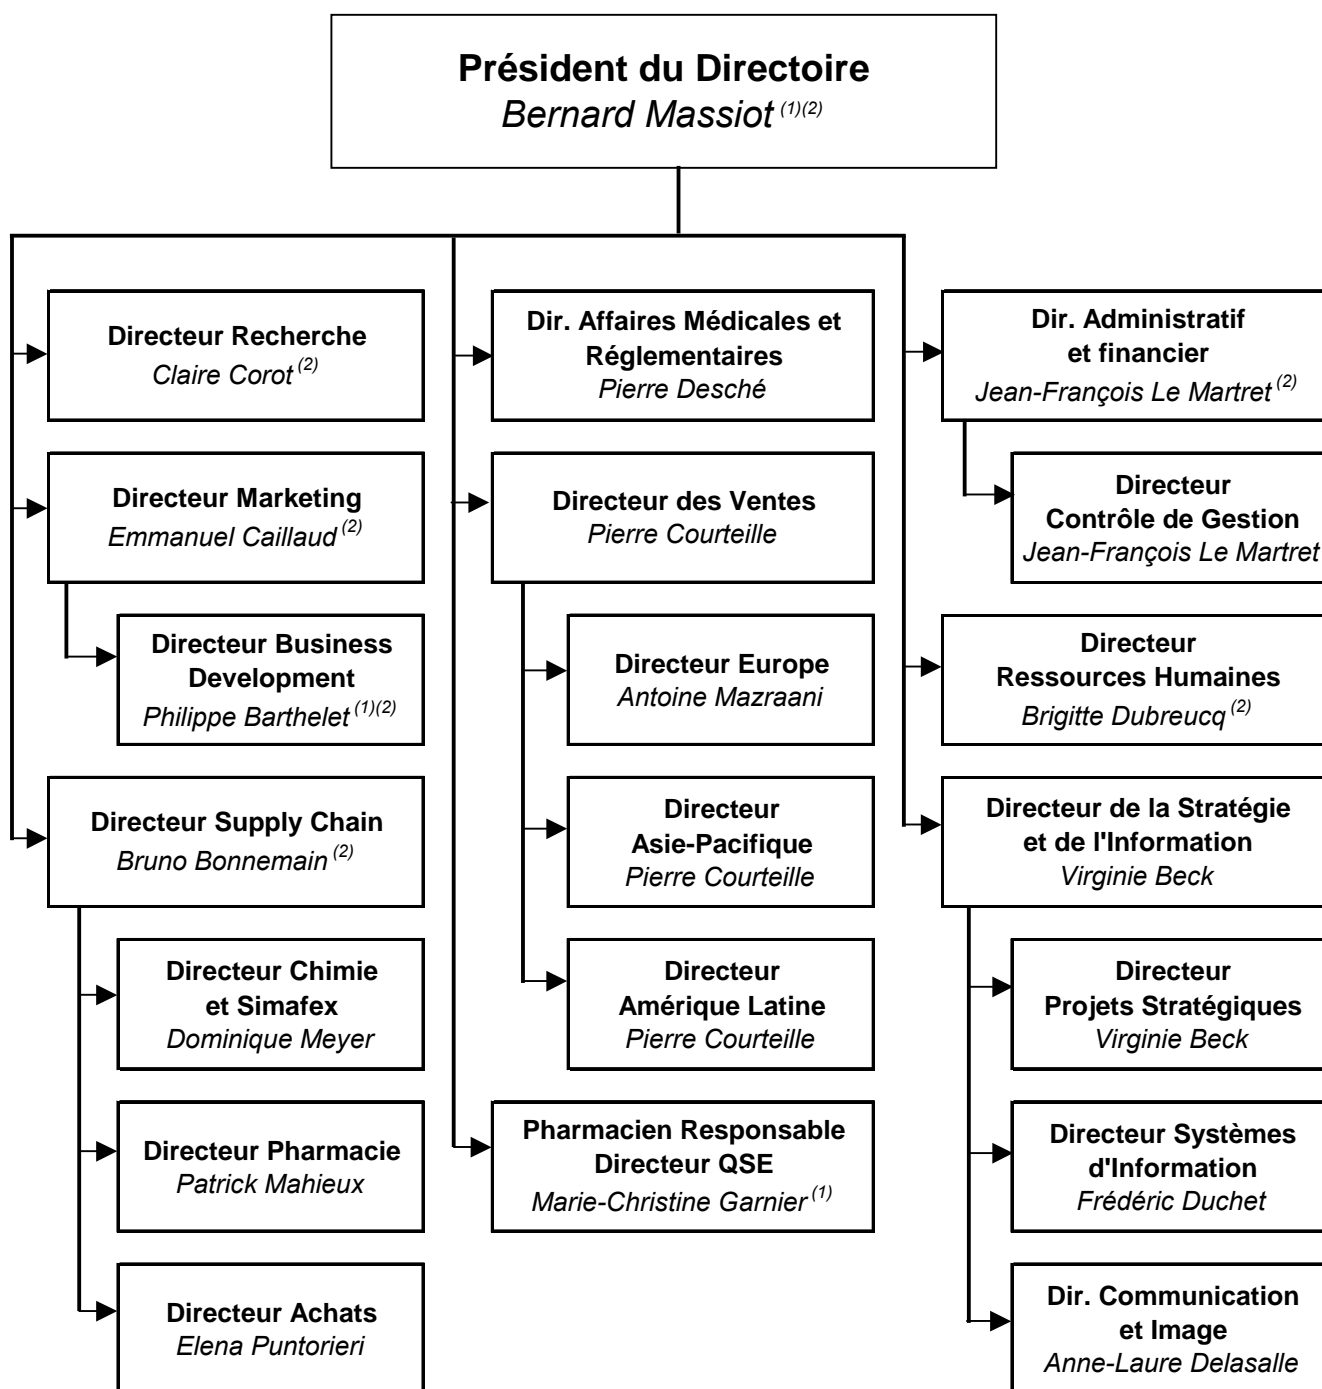 Président du Directoire
Bernard Massiot (1)(2)
Directeur Recherche
Claire Corot (2)
Directeur Marketing
Emmanuel Caillaud (2)
Directeur Business
Development
Philippe Barthelet (1)(2)
Directeur Supply Chain
Bruno Bonnemain (2)
Directeur Chimie
et Simafex
Dominique Meyer
Directeur Pharmacie
Patrick Mahieux
Directeur Achats
Elena Puntorieri
Dir. Affaires Médicales et
Réglementaires
Pierre Desché
Directeur des Ventes
Pierre Courteille
Directeur Europe
Antoine Mazraani
Directeur
Asie-Pacifique
Pierre Courteille
Directeur
Amérique Latine
Pierre Courteille
Pharmacien Responsable
Directeur QSE
Marie-Christine Garnier (1)
Dir. Administratif
et financier
Jean-François Le Martret (2)
Directeur
Contrôle de Gestion
Jean-François Le Martret
Directeur
Ressources Humaines
Brigitte Dubreucq (2)
Directeur de la Stratégie
et de l'Information
Virginie Beck
Directeur
Projets Stratégiques
Virginie Beck
Directeur Systèmes
d'Information
Frédéric Duchet
Dir. Communication
et Image
Anne-Laure Delasalle